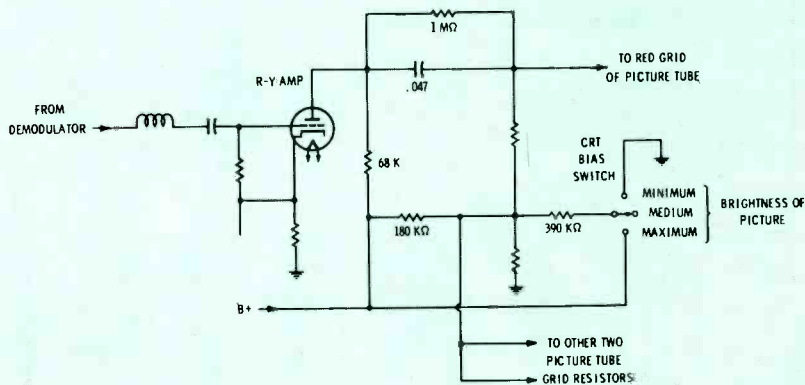 1 MΩ
R-Y AMP
.047
TO RED GRID
OF PICTURE TUBE
FROM
DEMODULATOR
68 K
CRT
BIAS
SWITCH
MINIMUM
MEDIUM
MAXIMUM
BRIGHTNESS OF
PICTURE
180 KΩ
390 KΩ
B+
TO OTHER TWO
PICTURE TUBE
GRID RESISTORS